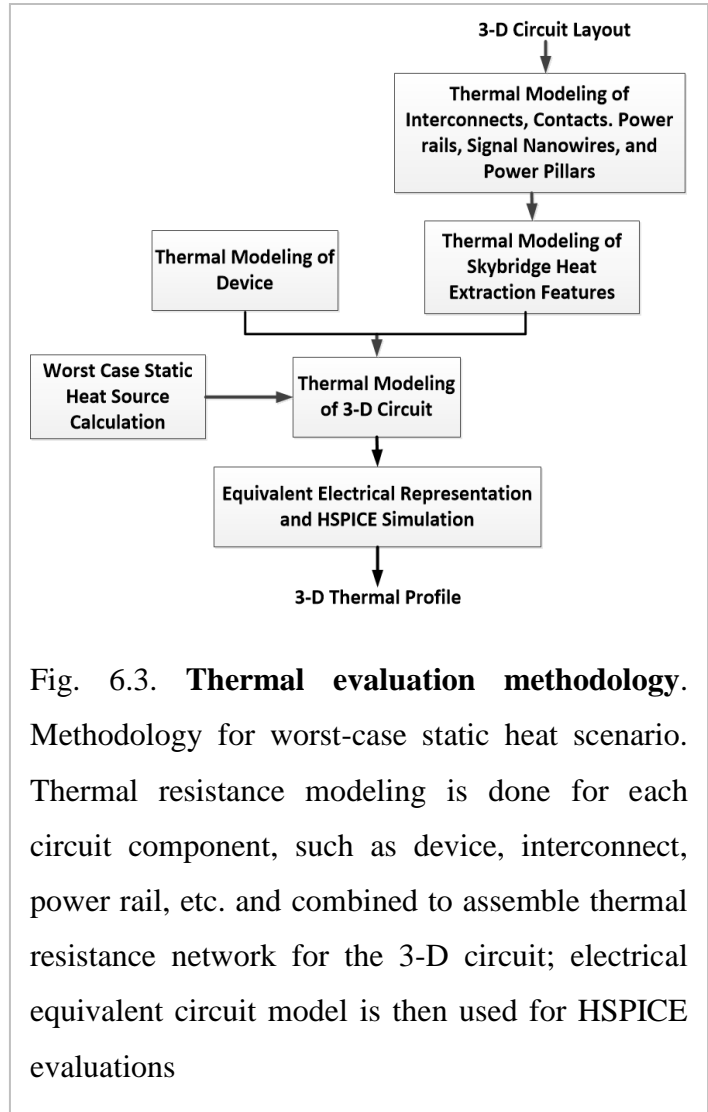 3-D Circuit Layout
Thermal Modeling of
Interconnects, Contacts. Power
rails, Signal Nanowires, and
Power Pillars
Thermal Modeling of
Device
Thermal Modeling of
Skybridge Heat
Extraction Features
Worst Case Static
Heat Source
Calculation
Thermal Modeling
of 3-D Circuit
Equivalent Electrical Representation
and HSPICE Simulation
3-D Thermal Profile
Fig. 6.3. Thermal evaluation methodology.
Methodology for worst-case static heat scenario.
Thermal resistance modeling is done for each
circuit component, such as device, interconnect,
power rail, etc. and combined to assemble thermal
resistance network for the 3-D circuit; electrical
equivalent circuit model is then used for HSPICE
evaluations